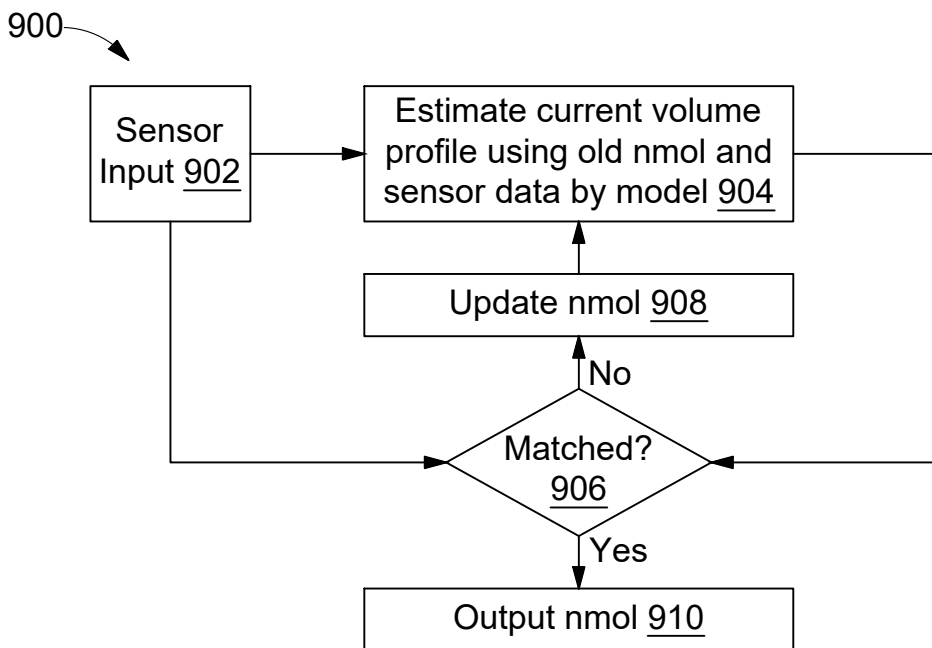 900
Sensor
Input 902
Estimate current volume
profile using old nmol and
sensor data by model 904
Update nmol 908
No
Matched?
906
Yes
Output nmol 910